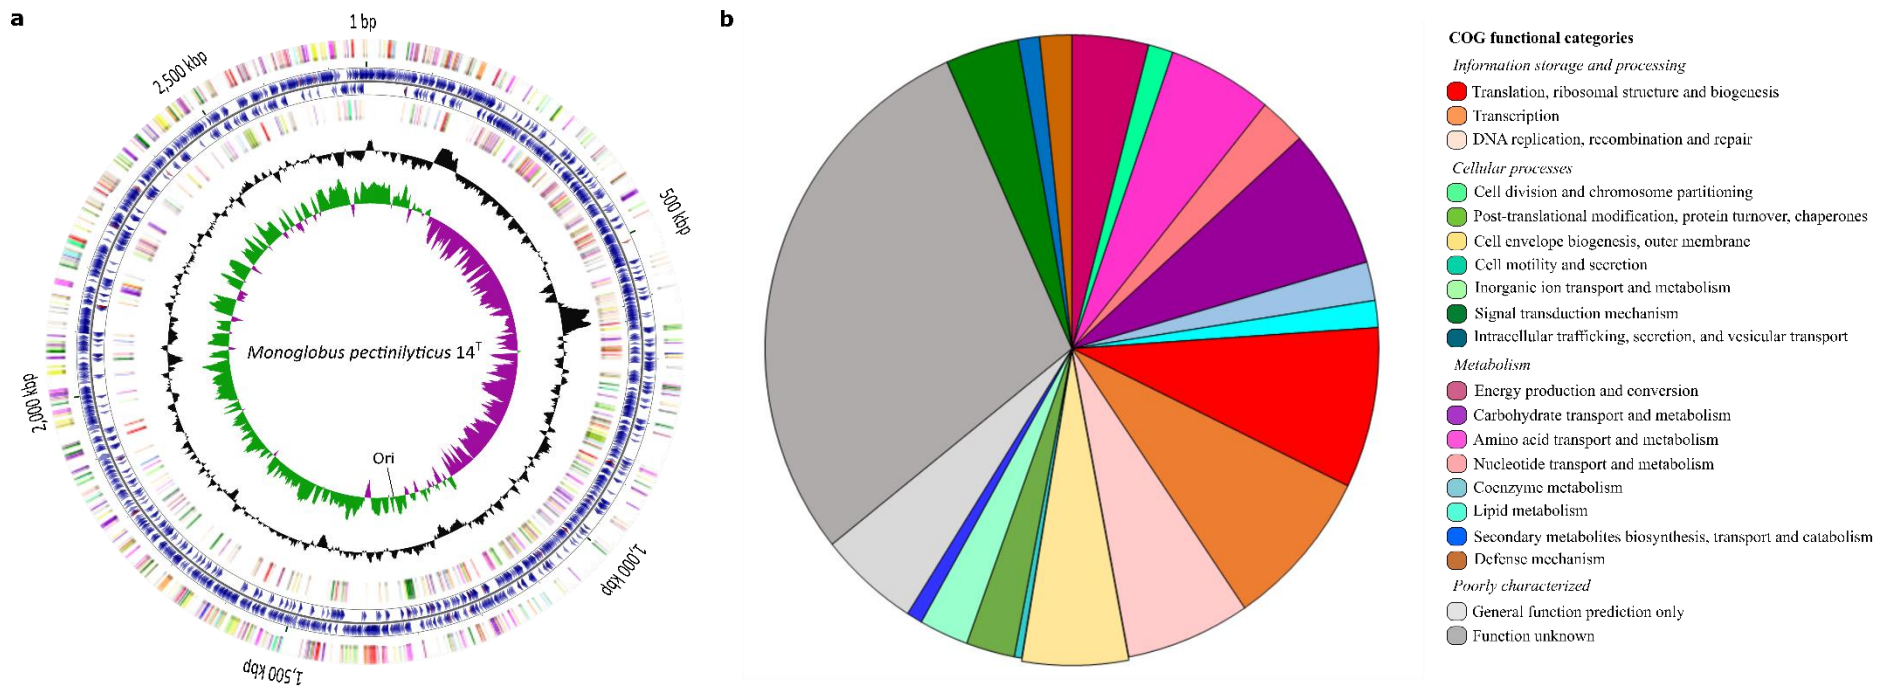 a
1 bp
500 kbp
1,000 kbp
1,500 kbp
2,000 kbp
2,500 kbp
Monoglobus pectinilyticus 14T
Ori
b
COG functional categories
Information storage and processing
Translation, ribosomal structure and biogenesis
Transcription
DNA replication, recombination and repair
Cellular processes
Cell division and chromosome partitioning
Post-translational modification, protein turnover, chaperones
Cell envelope biogenesis, outer membrane
Cell motility and secretion
Inorganic ion transport and metabolism
Signal transduction mechanism
Intracellular trafficking, secretion, and vesicular transport
Metabolism
Energy production and conversion
Carbohydrate transport and metabolism
Amino acid transport and metabolism
Nucleotide transport and metabolism
Coenzyme metabolism
Lipid metabolism
Secondary metabolites biosynthesis, transport and catabolism
Defense mechanism
Poorly characterized
General function prediction only
Function unknown